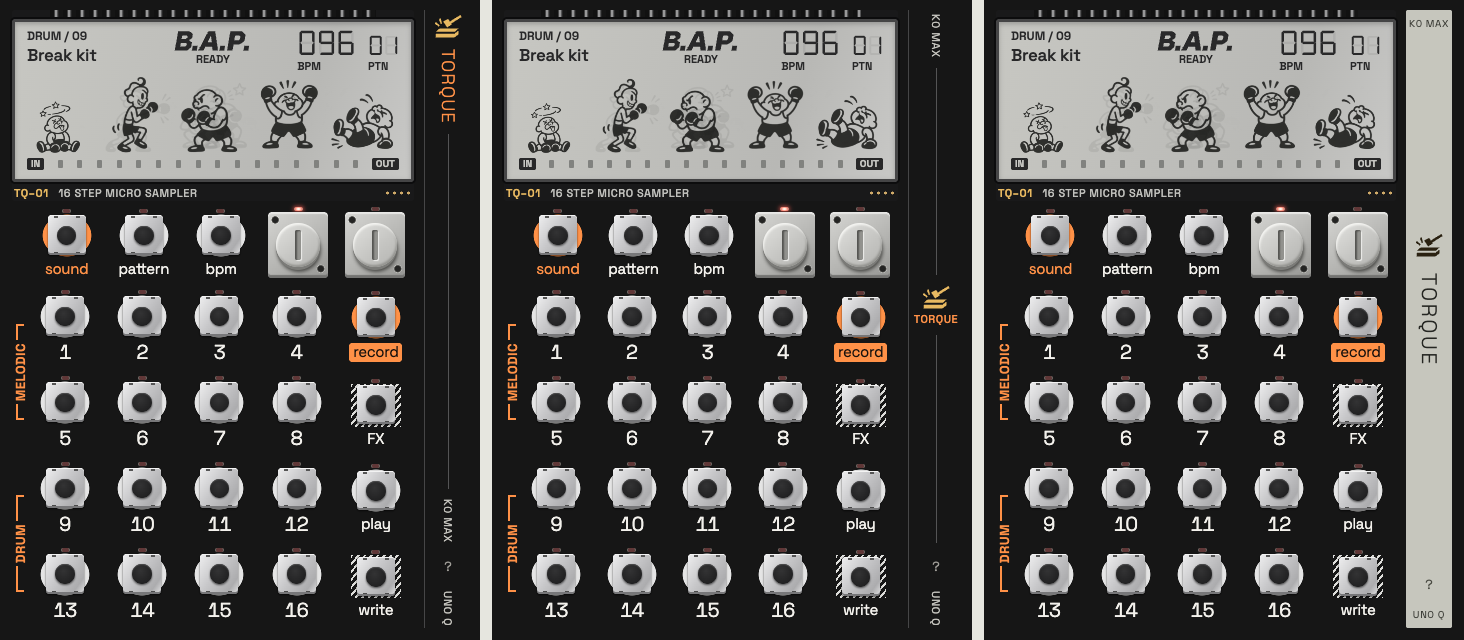 DRUM / 09
Break kit
B.A.P.
READY
096 01
BPM PTN
IN OUT
TQ-01 16 STEP MICRO SAMPLER
sound pattern bpm
MELODIC
1 2 3 4 record
5 6 7 8 FX
DRUM
9 10 11 12 play
13 14 15 16 write
TORQUE
KO MAX
?
UNO Q
DRUM / 09
Break kit
B.A.P.
READY
096 01
BPM PTN
IN OUT
TQ-01 16 STEP MICRO SAMPLER
sound pattern bpm
MELODIC
1 2 3 4 record
5 6 7 8 FX
DRUM
9 10 11 12 play
13 14 15 16 write
KO MAX
TORQUE
?
UNO Q
DRUM / 09
Break kit
B.A.P.
READY
096 01
BPM PTN
IN OUT
TQ-01 16 STEP MICRO SAMPLER
sound pattern bpm
MELODIC
1 2 3 4 record
5 6 7 8 FX
DRUM
9 10 11 12 play
13 14 15 16 write
KO MAX
TORQUE
?
UNO Q